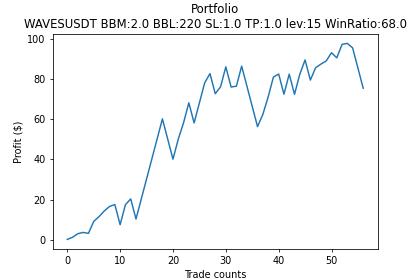 Portfolio
WAVESUSDT BBM:2.0 BBL:220 SL:1.0 TP:1.0 lev:15 WinRatio:68.0
100
80
60
40
20
0
Profit ($)
0 10 20 30 40 50
Trade counts